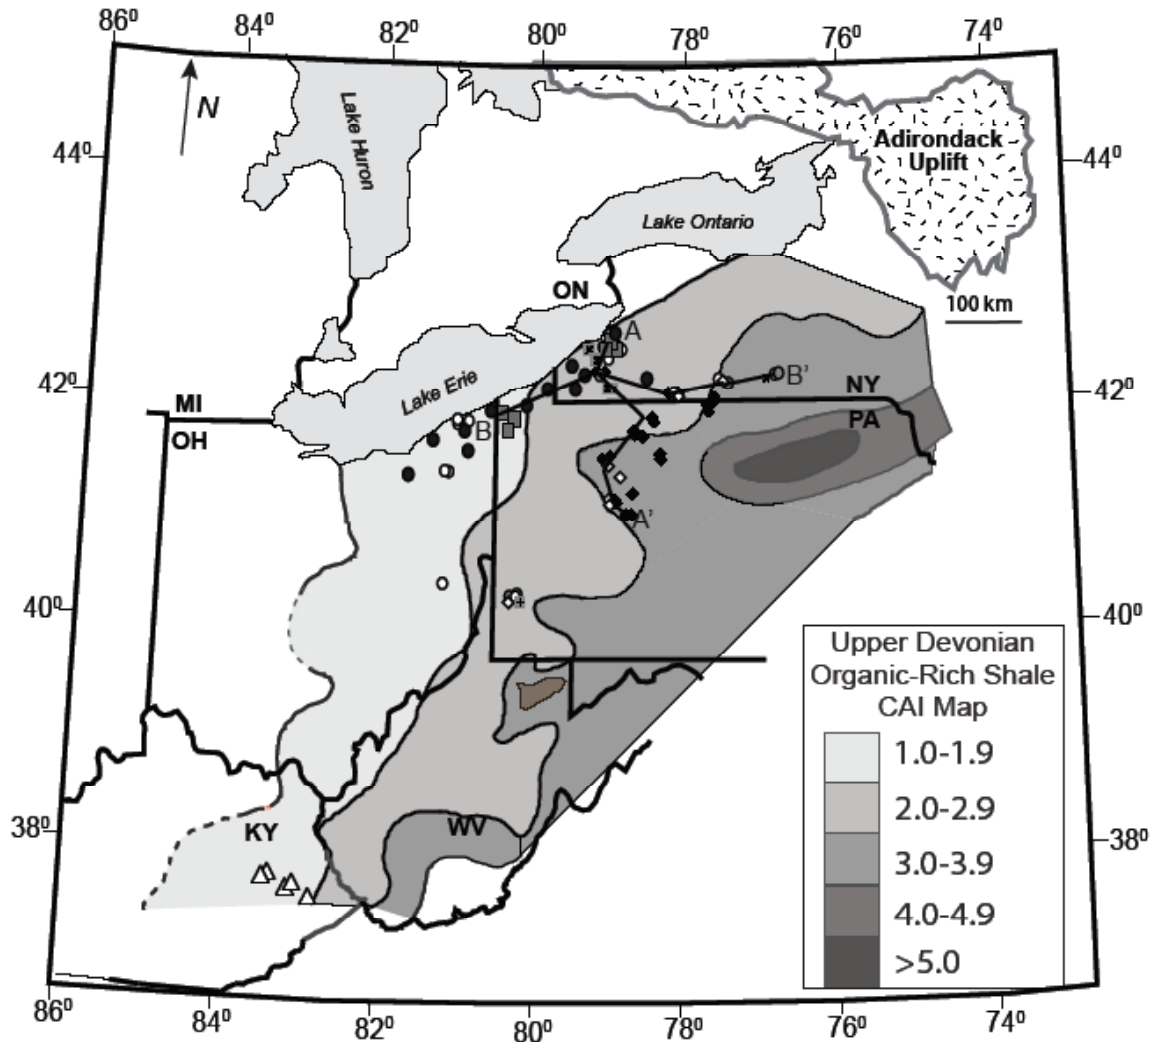 86⁰
84⁰
82⁰
80⁰
78⁰
76⁰
74⁰
N
Lake Huron
Adirondack
Uplift
44⁰
44⁰
Lake Ontario
ON
100 km
A
42⁰
42⁰
Lake Erie
B'
NY
MI
PA
OH
B
A'
40⁰
40⁰
Upper Devonian
Organic-Rich Shale
CAI Map
1.0-1.9
2.0-2.9
3.0-3.9
4.0-4.9
>5.0
38⁰
38⁰
KY
WV
86⁰
84⁰
82⁰
80⁰
78⁰
76⁰
74⁰